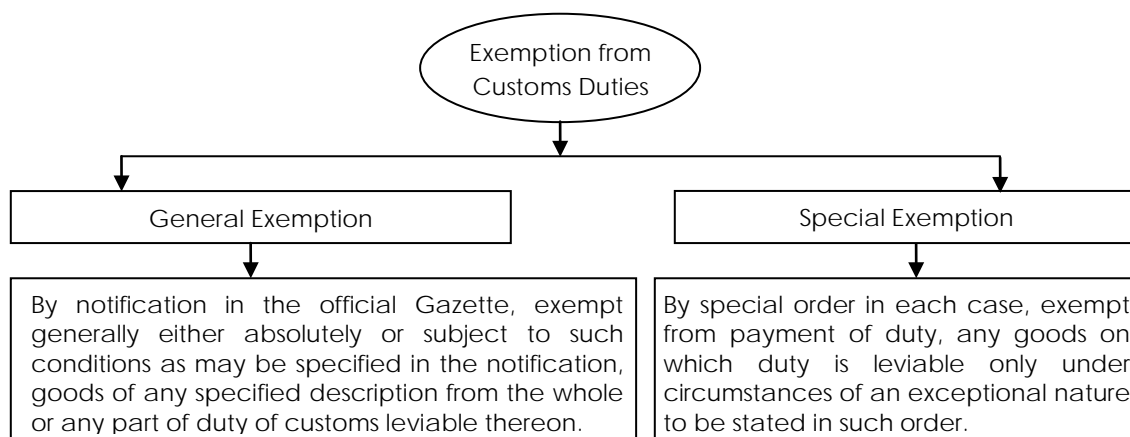 Exemption from
Customs Duties
General Exemption
Special Exemption
By notification in the official Gazette, exempt
generally either absolutely or subject to such
conditions as may be specified in the notification,
goods of any specified description from the whole
or any part of duty of customs leviable thereon.
By special order in each case, exempt
from payment of duty, any goods on
which duty is leviable only under
circumstances of an exceptional nature
to be stated in such order.